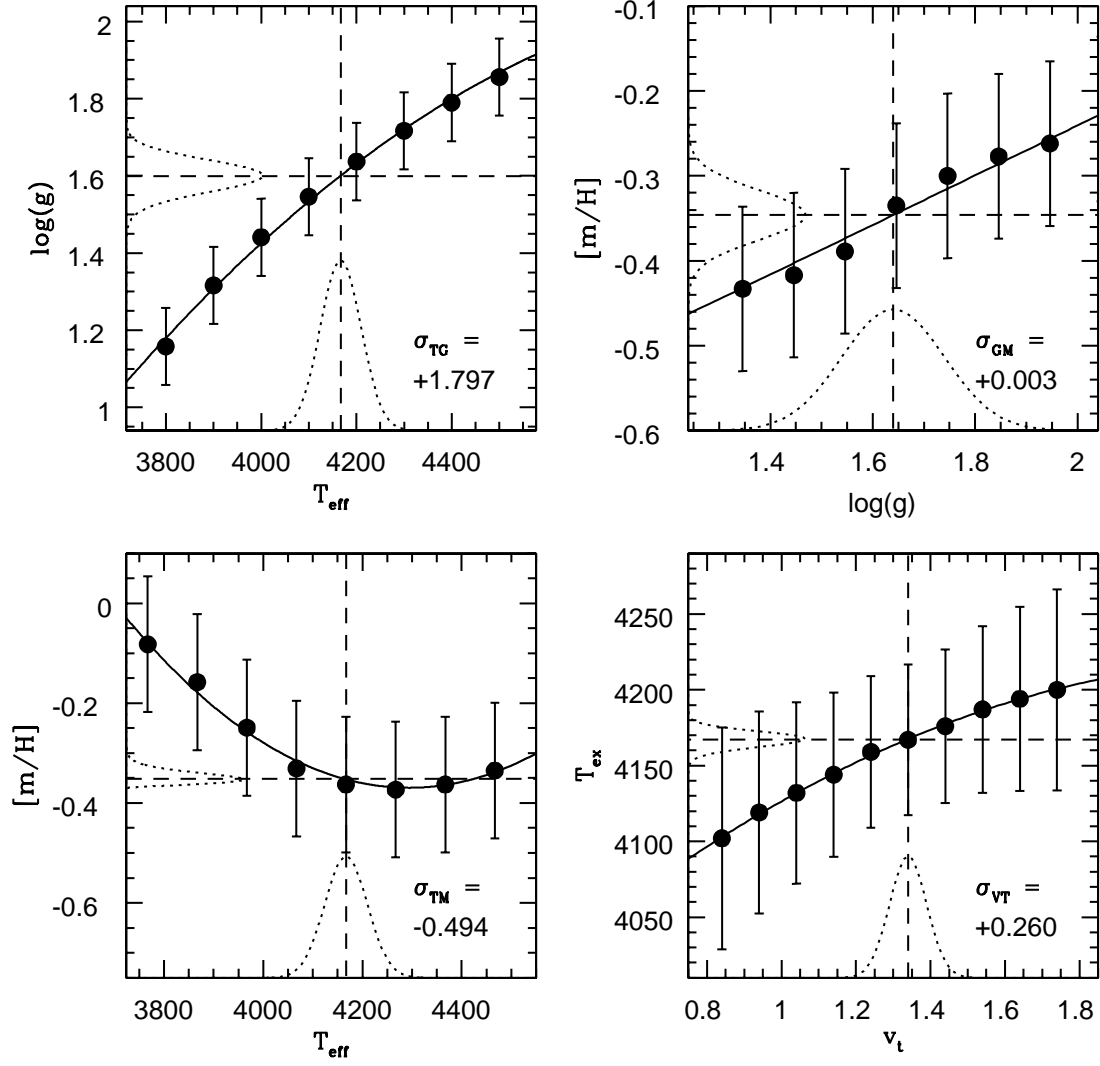 2
1.8
1.6
1.4
1.2
1
log(g)
σTG =
+1.797
3800 4000 4200 4400
Teff
-0.1
-0.2
-0.3
-0.4
-0.5
-0.6
[m/H]
σGM =
+0.003
1.4 1.6 1.8 2
log(g)
0
-0.2
-0.4
-0.6
[m/H]
σTM =
-0.494
3800 4000 4200 4400
Teff
4250
4200
4150
4100
4050
Tex
σVT =
+0.260
0.8 1 1.2 1.4 1.6 1.8
vt